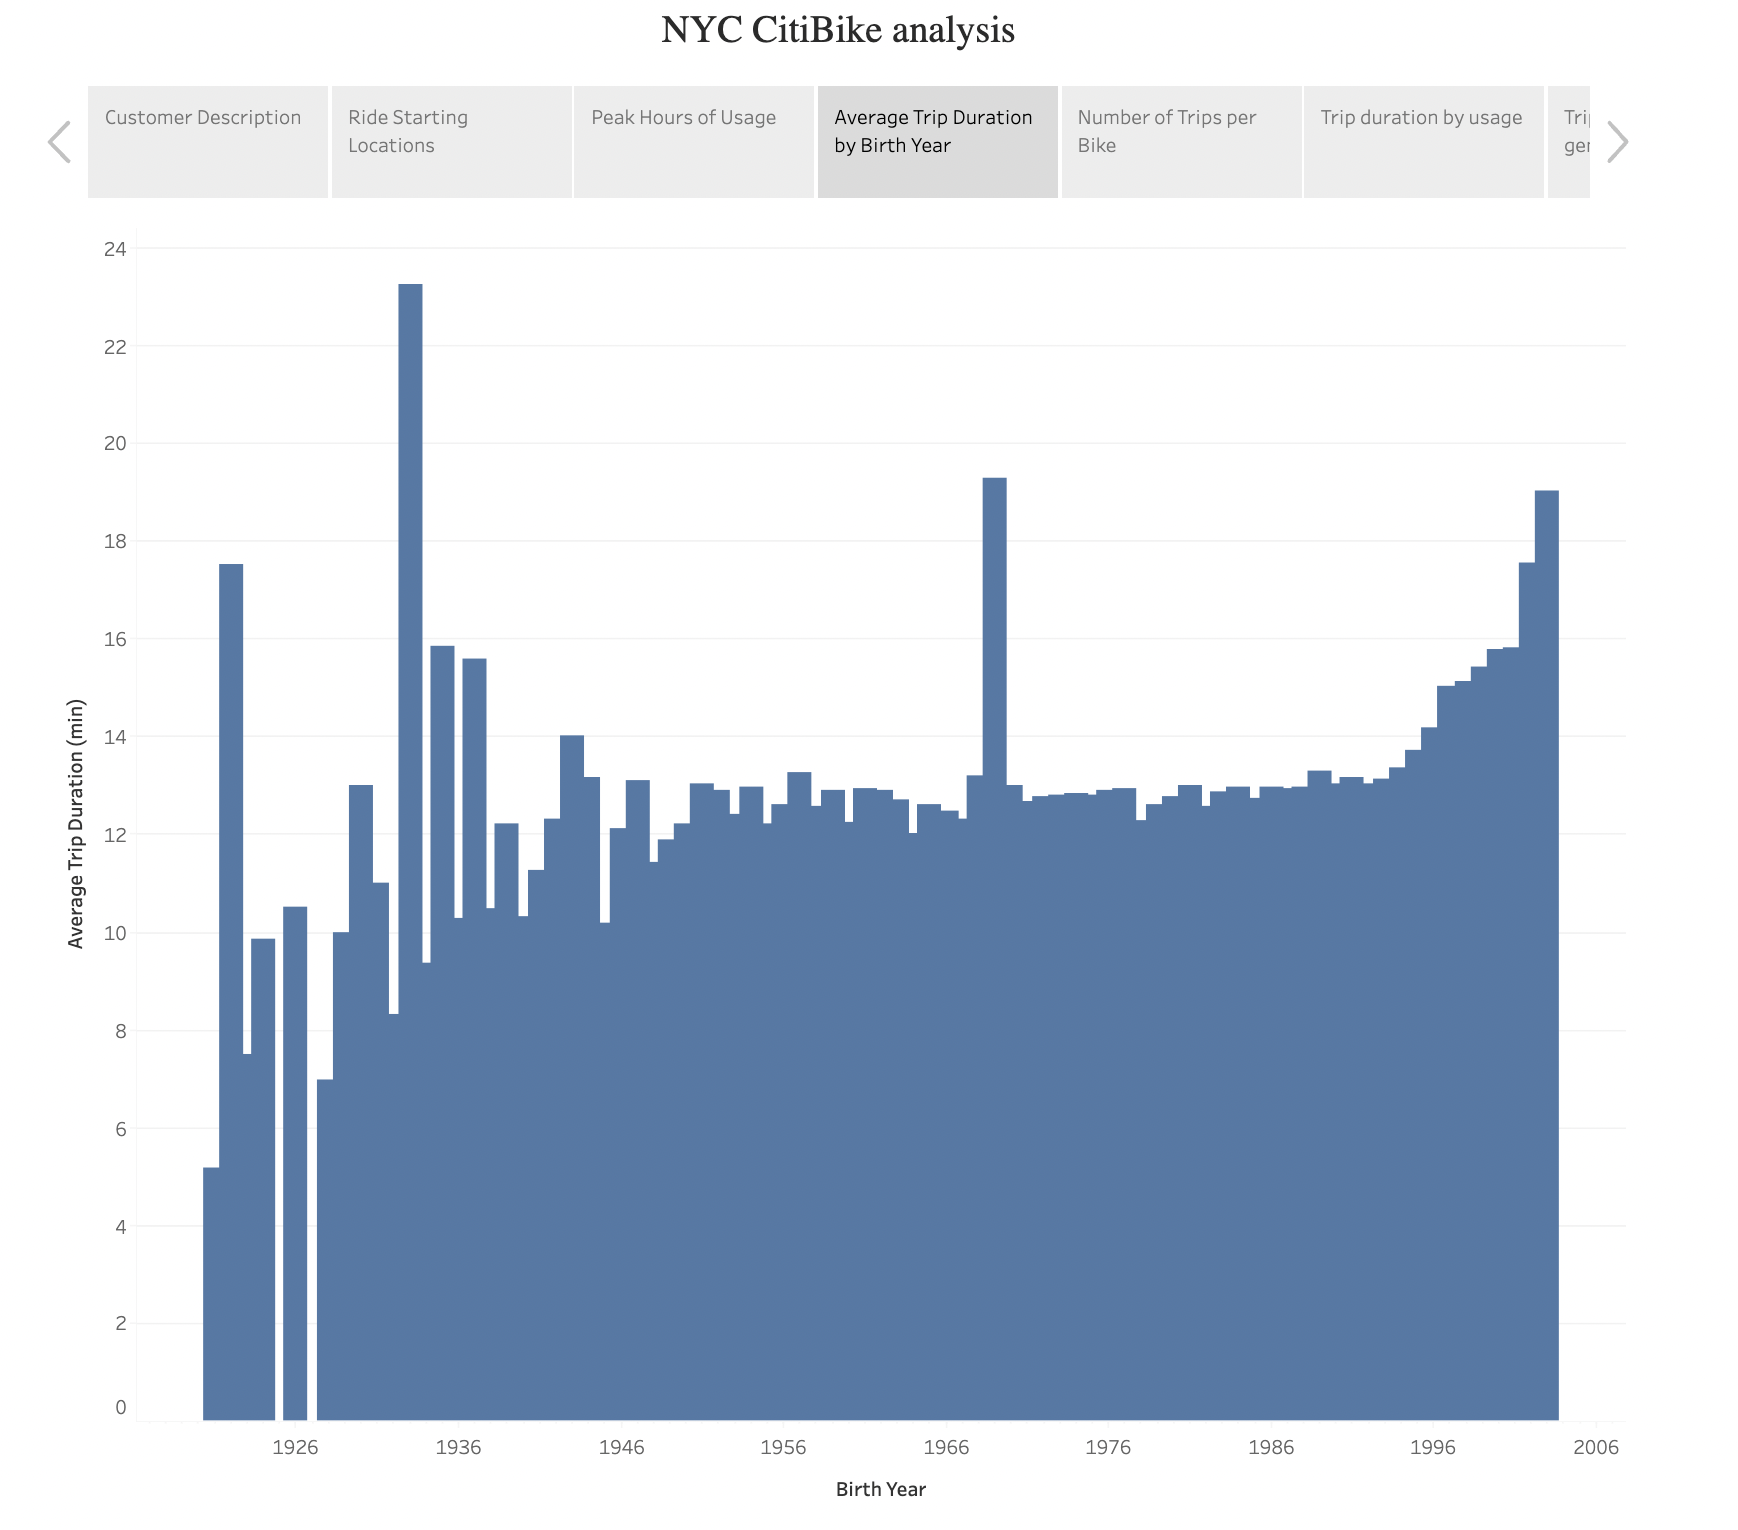 NYC CitiBike analysis
Customer Description
Ride Starting
Locations
Peak Hours of Usage
Average Trip Duration
by Birth Year
Number of Trips per
Bike
Trip duration by usage
24
22
20
18
16
14
12
10
8
6
4
2
0
Average Trip Duration (min)
1926
1936
1946
1956
1966
1976
1986
1996
2006
Birth Year